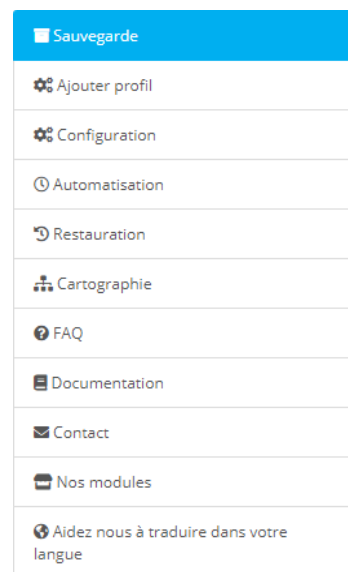 Sauvegarde
Ajouter profil
Configuration
Automatisation
Restauration
Cartographie
FAQ
Documentation
Contact
Nos modules
Aidez nous à traduire dans votre
langue